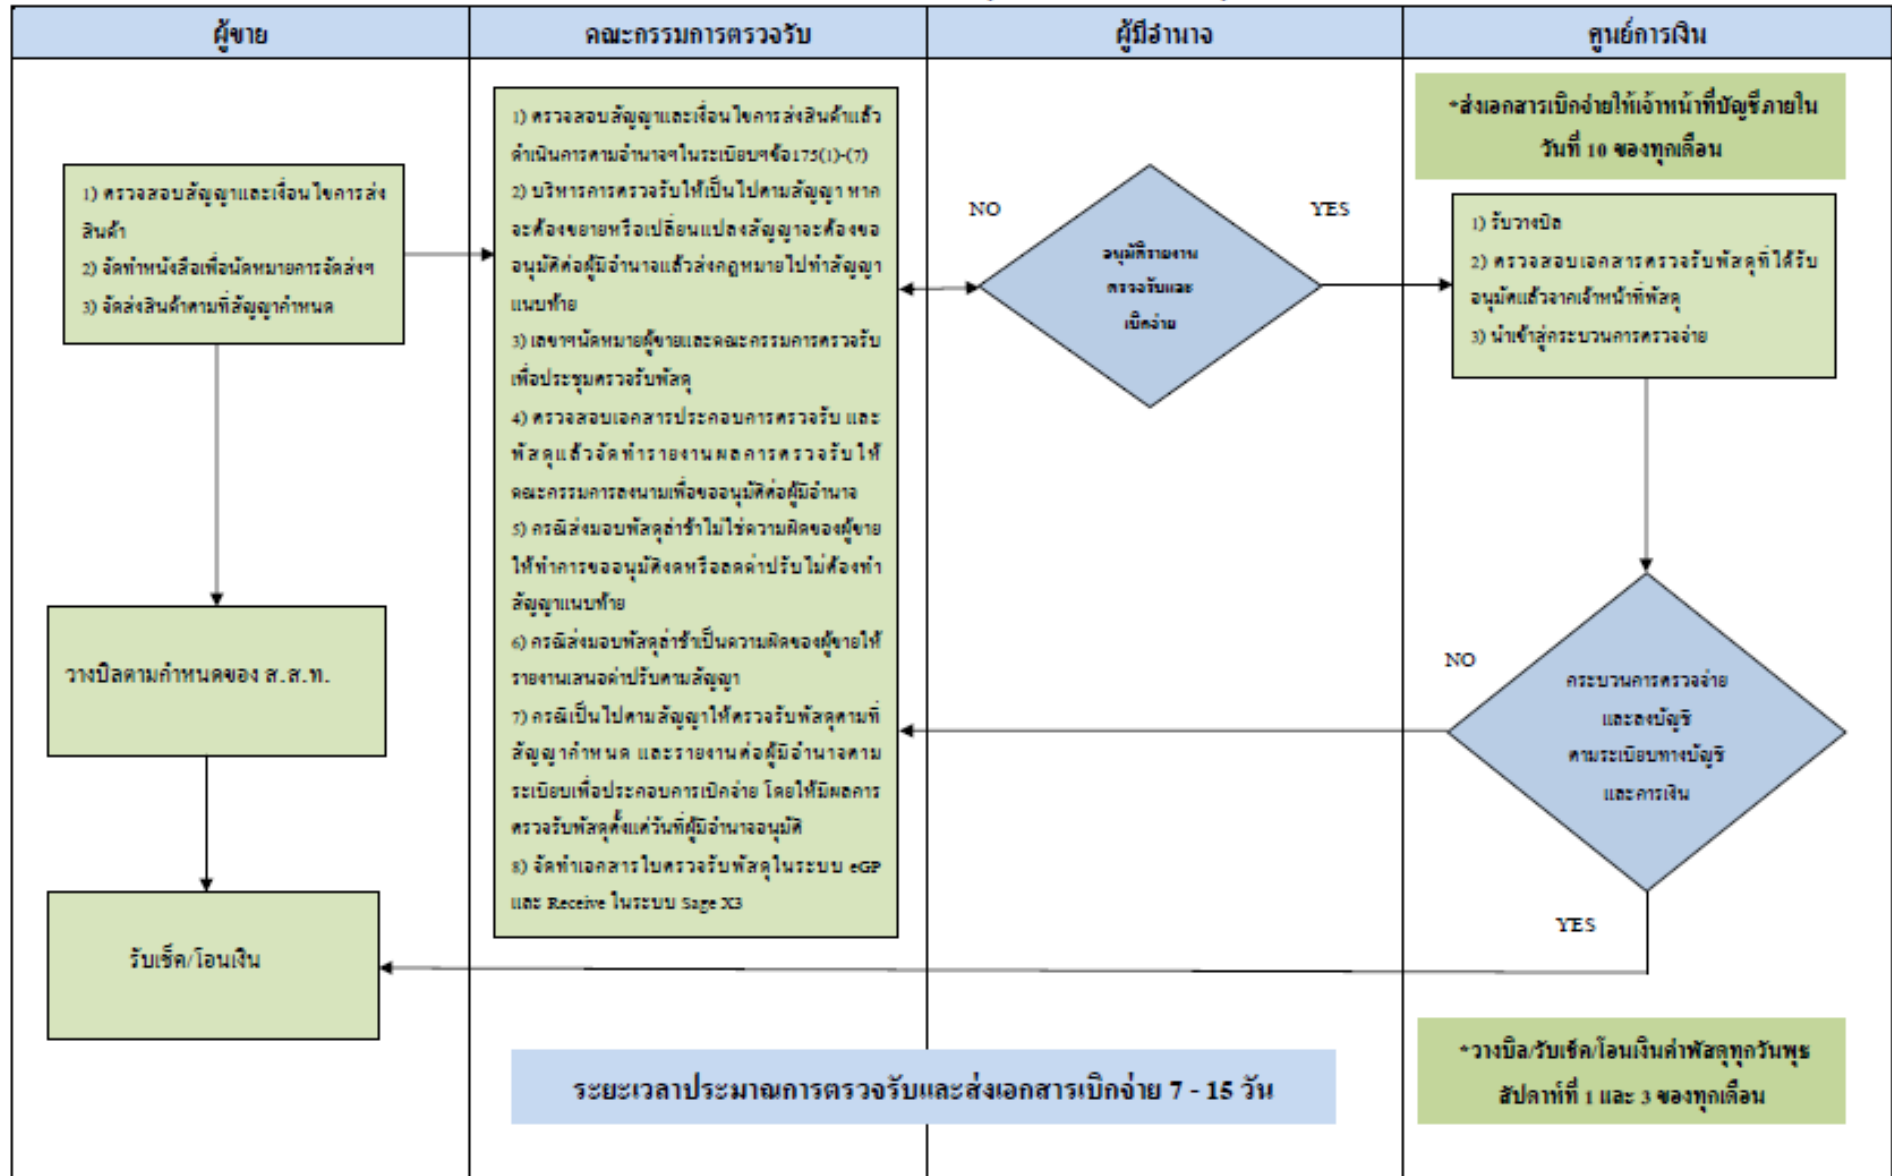 ผู้ขาย
คณะกรรมการตรวจรับ
ผู้มีอำนาจ
ศูนย์การเงิน
1) ตรวจสอบสัญญาและเงื่อนไขการส่ง
สินค้า
2) จัดทำหนังสือเพื่อนัดหมายการจัดส่งฯ
3) จัดส่งสินค้าตามที่สัญญากำหนด
วางบิลตามกำหนดของ ส.ส.ท.
รับเช็ค/โอนเงิน
1) ตรวจสอบสัญญาและเงื่อนไขการส่งสินค้าแล้ว
ดำเนินการตามอำนาจฯในระเบียบฯข้อ175(1)-(7)
2) บริหารการตรวจรับให้เป็นไปตามสัญญา หาก
จะต้องขยายหรือเปลี่ยนแปลงสัญญาจะต้องขอ
อนุมัติต่อผู้มีอำนาจแล้วส่งกฎหมายไปทำสัญญา
แนบท้าย
3) เลขาฯนัดหมายผู้ขายและคณะกรรมการตรวจรับ
เพื่อประชุมตรวจรับพัสดุ
4) ตรวจสอบเอกสารประกอบการตรวจรับ และ
พัสดุแล้วจัดทำรายงานผลการตรวจรับให้
คณะกรรมการลงนามเพื่อขออนุมัติต่อผู้มีอำนาจ
5) กรณีส่งมอบพัสดุล่าช้าไม่ใช่ความผิดของผู้ขาย
ให้ทำการขออนุมัติงดหรือลดค่าปรับไม่ต้องทำ
สัญญาแนบท้าย
6) กรณีส่งมอบพัสดุล่าช้าเป็นความผิดของผู้ขายให้
รายงานเสนอค่าปรับตามสัญญา
7) กรณีเป็นไปตามสัญญาให้ตรวจรับพัสดุตามที่
สัญญากำหนด และรายงานต่อผู้มีอำนาจตาม
ระเบียบเพื่อประกอบการเบิกจ่าย โดยให้มีผลการ
ตรวจรับพัสดุตั้งแต่วันที่ผู้มีอำนาจอนุมัติ
8) จัดทำเอกสารใบตรวจรับพัสดุในระบบ eGP
และ Receive ในระบบ Sage X3
NO
YES
อนุมัติรายงาน
ตรวจรับและ
เบิกจ่าย
*ส่งเอกสารเบิกจ่ายให้เจ้าหน้าที่บัญชีภายใน
วันที่ 10 ของทุกเดือน
1) รับวางบิล
2) ตรวจสอบเอกสารตรวจรับพัสดุที่ได้รับ
อนุมัติแล้วจากเจ้าหน้าที่พัสดุ
3) นำเข้าสู่กระบวนการตรวจจ่าย
NO
กระบวนการตรวจจ่าย
และลงบัญชี
ตามระเบียบทางบัญชี
และการเงิน
YES
ระยะเวลาประมาณการตรวจรับและส่งเอกสารเบิกจ่าย 7 - 15 วัน
*วางบิล/รับเช็ค/โอนเงินค่าพัสดุทุกวันพุธ
สัปดาห์ที่ 1 และ 3 ของทุกเดือน